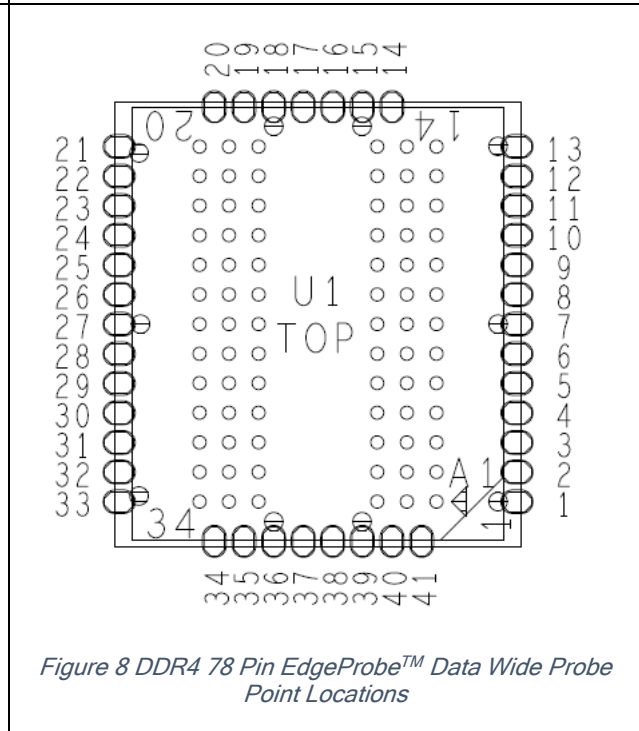 20 19 18 17 16 15 14
20 14
21 13
22 12
23 11
24 10
25 9
26 U1 8
27 TOP 7
28 6
29 5
30 4
31 3
32 A1 2
33 1
34 1
34 35 36 37 38 39 40 41
Figure 8 DDR4 78 Pin EdgeProbe™ Data Wide Probe
Point Locations